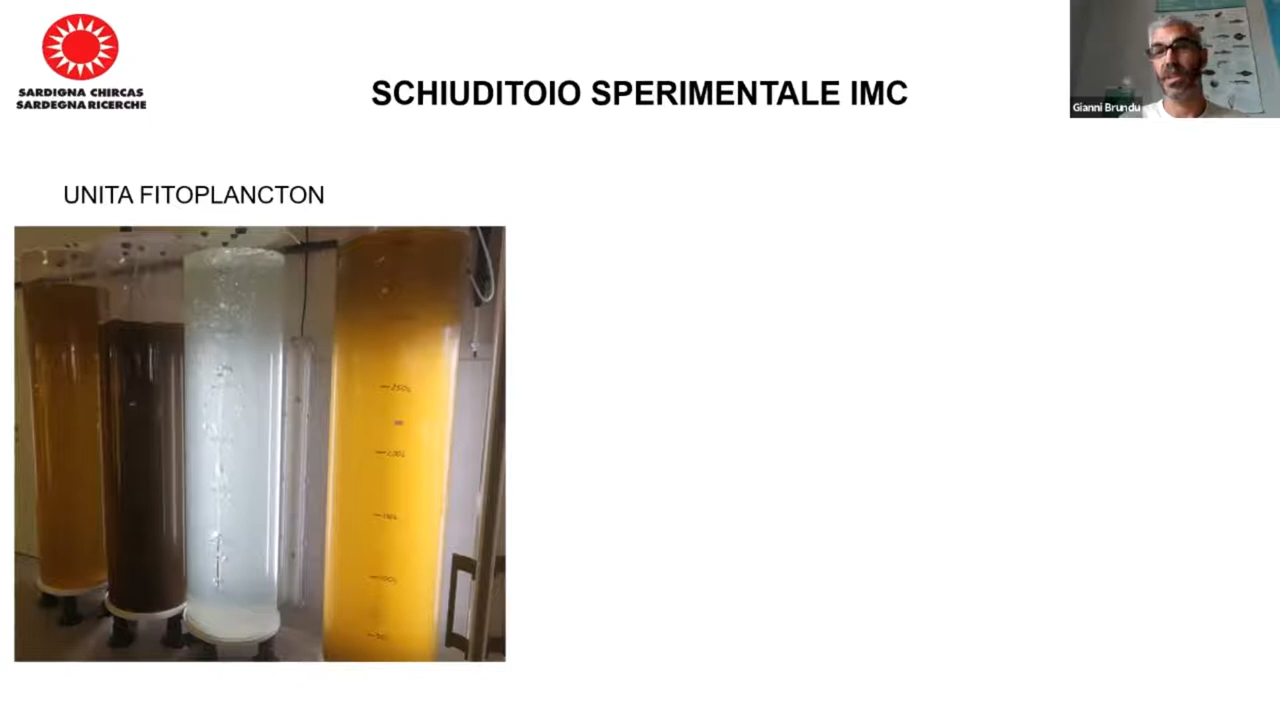 SARDIGNA CHIRCAS
SARDEGNA RICERCHE
SCHIUDITOIO SPERIMENTALE IMC
Gianni Brundu
UNITA FITOPLANCTON